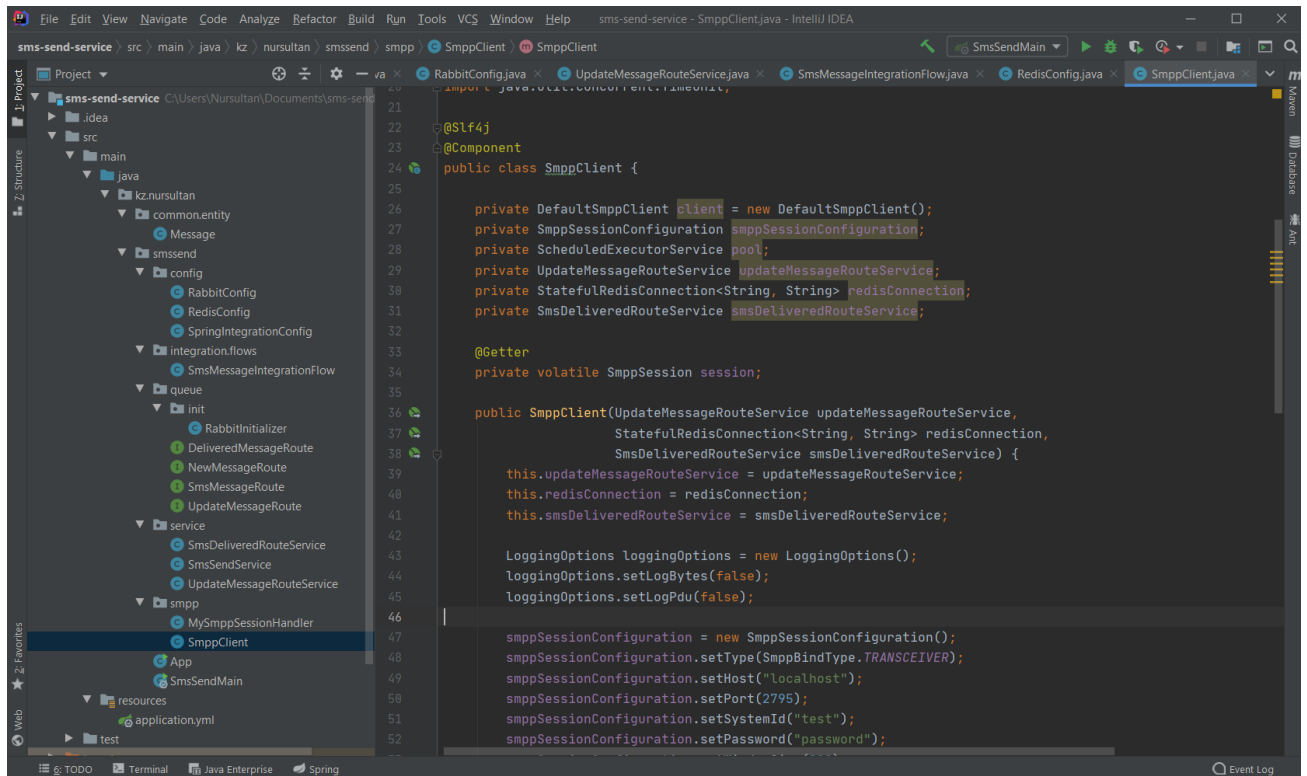 File Edit View Navigate Code Analyze Refactor Build Run Tools VCS Window Help sms-send-service - SmppClient.java - IntelliJ IDEA
sms-send-service src main java kz nursultan smssend smpp SmppClient SmppClient SmsSendMain
Project va RabbitConfig.java UpdateMessageRouteService.java SmsMessageIntegrationFlow.java RedisConfig.java SmppClient.java
1: Project
Z: Structure
2: Favorites
Web
sms-send-service C:\Users\Nursultan\Documents\sms-send
.idea
src
main
java
kz.nursultan
common.entity
Message
smssend
config
RabbitConfig
RedisConfig
SpringIntegrationConfig
integration.flows
SmsMessageIntegrationFlow
queue
init
RabbitInitializer
DeliveredMessageRoute
NewMessageRoute
SmsMessageRoute
UpdateMessageRoute
service
SmsDeliveredRouteService
SmsSendService
UpdateMessageRouteService
smpp
MySmppSessionHandler
SmppClient
App
SmsSendMain
resources
application.yml
test
20 import java.util.concurrent.TimeUnit;
21
22 @Slf4j
23 @Component
24 public class SmppClient {
25
26 private DefaultSmppClient client = new DefaultSmppClient();
27 private SmppSessionConfiguration smppSessionConfiguration;
28 private ScheduledExecutorService pool;
29 private UpdateMessageRouteService updateMessageRouteService;
30 private StatefulRedisConnection<String, String> redisConnection;
31 private SmsDeliveredRouteService smsDeliveredRouteService;
32
33 @Getter
34 private volatile SmppSession session;
35
36 public SmppClient(UpdateMessageRouteService updateMessageRouteService,
37 StatefulRedisConnection<String, String> redisConnection,
38 SmsDeliveredRouteService smsDeliveredRouteService) {
39 this.updateMessageRouteService = updateMessageRouteService;
40 this.redisConnection = redisConnection;
41 this.smsDeliveredRouteService = smsDeliveredRouteService;
42
43 LoggingOptions loggingOptions = new LoggingOptions();
44 loggingOptions.setLogBytes(false);
45 loggingOptions.setLogPdu(false);
46
47 smppSessionConfiguration = new SmppSessionConfiguration();
48 smppSessionConfiguration.setType(SmppBindType.TRANSCEIVER);
49 smppSessionConfiguration.setHost("localhost");
50 smppSessionConfiguration.setPort(2795);
51 smppSessionConfiguration.setSystemId("test");
52 smppSessionConfiguration.setPassword("password");
m Maven
Database
Ant
6: TODO Terminal Java Enterprise Spring Event Log